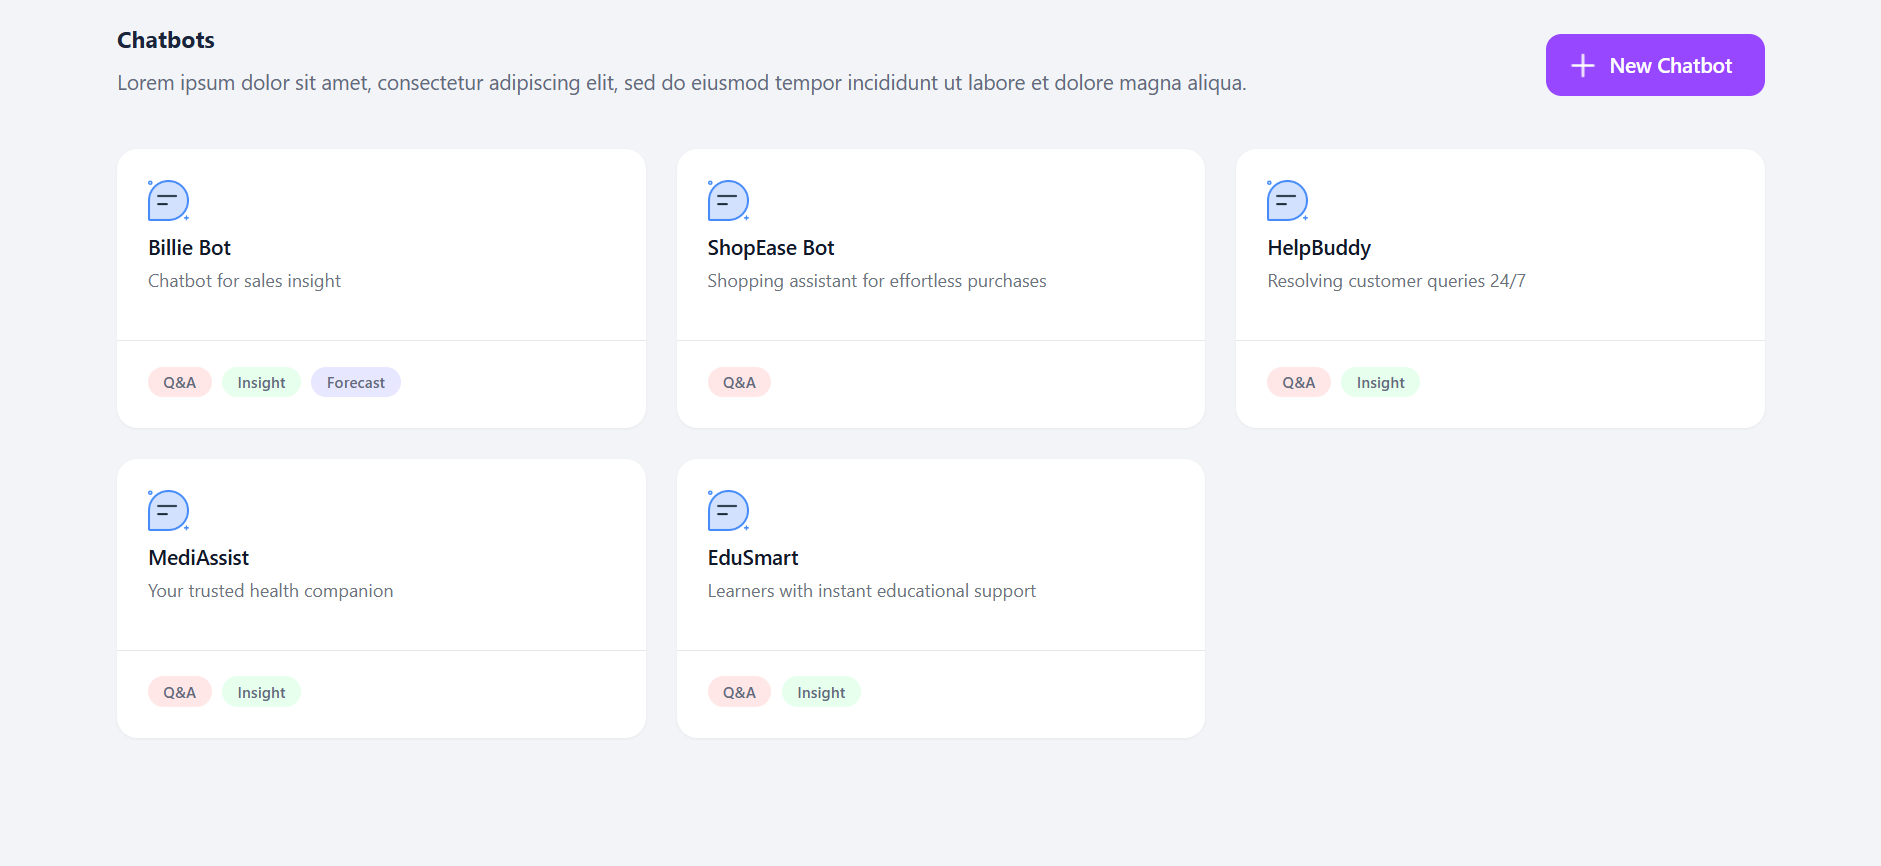 Chatbots
Lorem ipsum dolor sit amet, consectetur adipiscing elit, sed do eiusmod tempor incididunt ut labore et dolore magna aliqua.
New Chatbot
Billie Bot
Chatbot for sales insight
Q&A Insight Forecast
ShopEase Bot
Shopping assistant for effortless purchases
Q&A
HelpBuddy
Resolving customer queries 24/7
Q&A Insight
MediAssist
Your trusted health companion
Q&A Insight
EduSmart
Learners with instant educational support
Q&A Insight